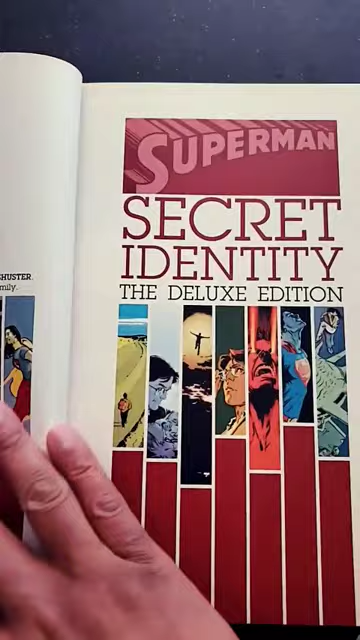 SHUSTER.
mily.
SUPERMAN
SECRET
IDENTITY
THE DELUXE EDITION